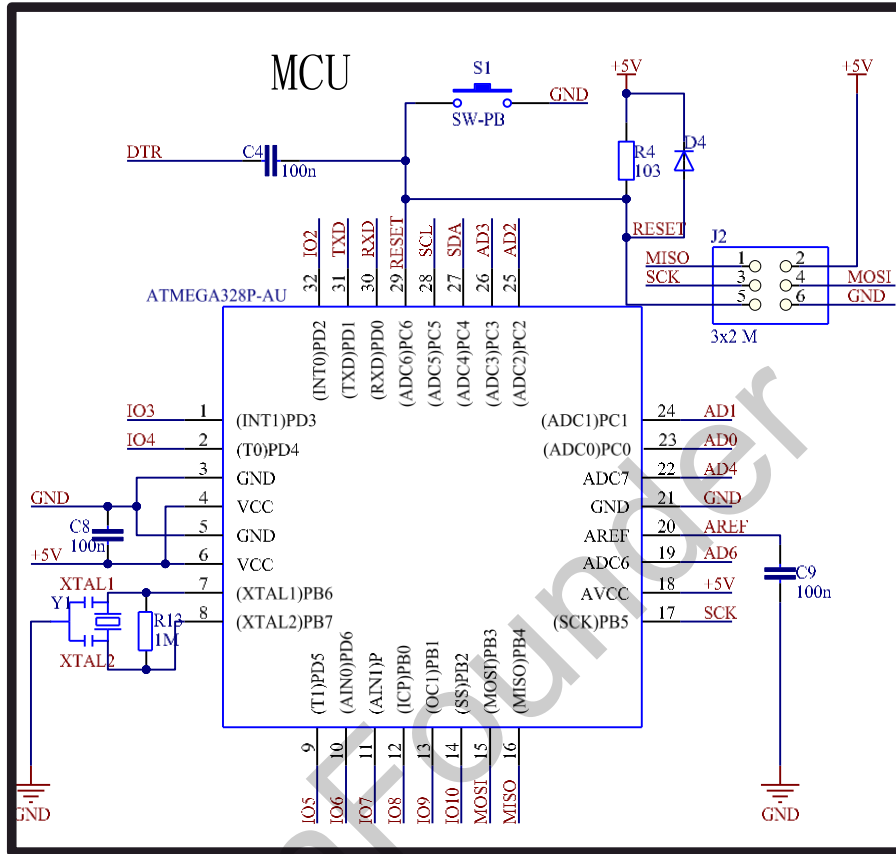 MCU
S1
SW-PB
GND
+5V
+5V
DTR
C4
100n
R4
103
D4
RESET
J2
MISO
SCK
MOSI
GND
1
2
3
4
5
6
3x2 M
IO2
TXD
RXD
RESET
SCL
SDA
AD3
AD2
32
31
30
29
28
27
26
25
ATMEGA328P-AU
(INT0)PD2
(TXD)PD1
(RXD)PD0
(ADC6)PC6
(ADC5)PC5
(ADC4)PC4
(ADC3)PC3
(ADC2)PC2
IO3 1 (INT1)PD3
IO4 2 (T0)PD4
3 GND
GND 4 VCC
5 GND
+5V 6 VCC
C8
100n
7 (XTAL1)PB6
8 (XTAL2)PB7
XTAL1
Y1
XTAL2
R13
1M
GND
(ADC1)PC1 24 AD1
(ADC0)PC0 23 AD0
ADC7 22 AD4
GND 21 GND
AREF 20 AREF
ADC6 19 AD6
AVCC 18 +5V
(SCK)PB5 17 SCK
C9
100n
GND
(T1)PD5
(AIN0)PD6
(AIN1)P
(ICP)PB0
(OC1)PB1
(SS)PB2
(MOSI)PB3
(MISO)PB4
9
10
11
12
13
14
15
16
IO5
IO6
IO7
IO8
IO9
IO10
MOSI
MISO
Founder